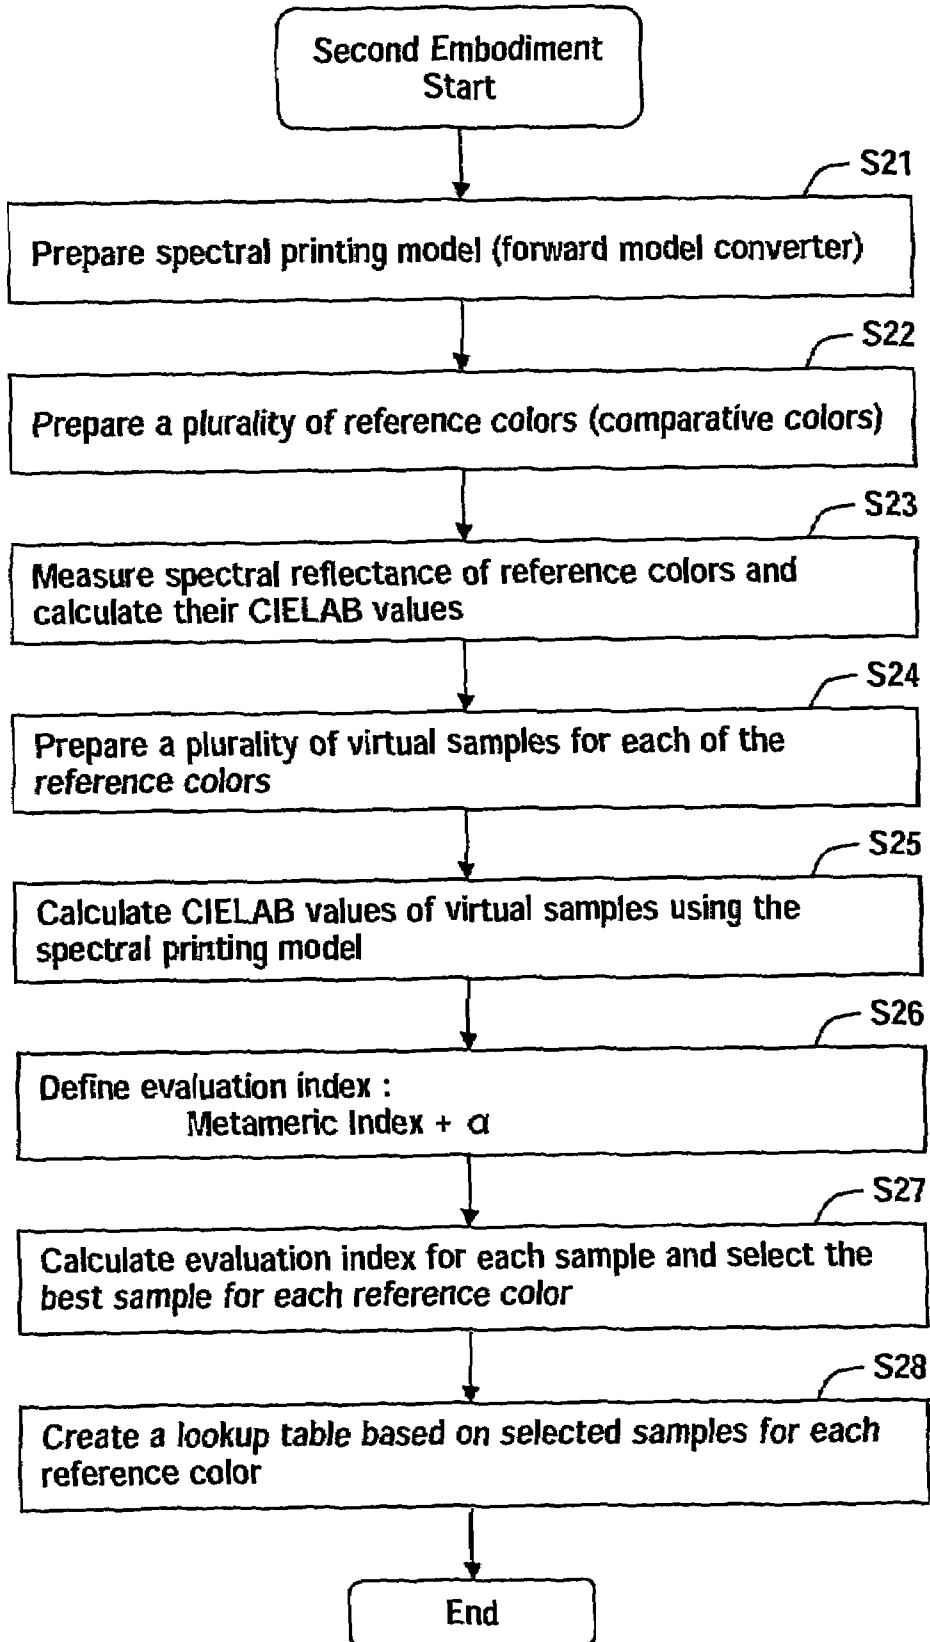 Second Embodiment
Start
S21
Prepare spectral printing model (forward model converter)
S22
Prepare a plurality of reference colors (comparative colors)
S23
Measure spectral reflectance of reference colors and
calculate their CIELAB values
S24
Prepare a plurality of virtual samples for each of the
reference colors
S25
Calculate CIELAB values of virtual samples using the
spectral printing model
S26
Define evaluation index :
Metameric Index + α
S27
Calculate evaluation index for each sample and select the
best sample for each reference color
S28
Create a lookup table based on selected samples for each
reference color
End